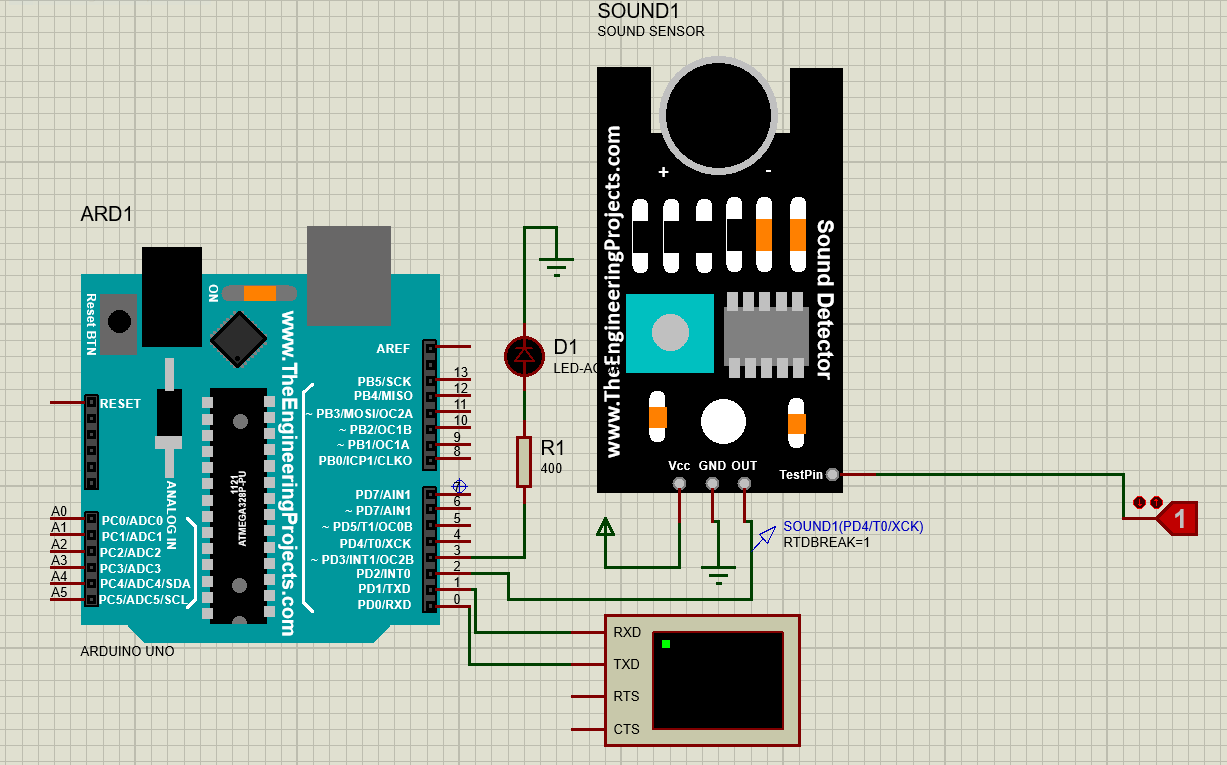 SOUND1
SOUND SENSOR
www.TheEngineeringProjects.com
+
-
Sound Detector
Vcc
GND
OUT
TestPin
1
SOUND1(PD4/T0/XCK)
RTDBREAK=1
ARD1
Reset BTN
ON
www.TheEngineeringProjects.com
RESET
ANALOG IN
1121
ATMEGA328P-PU
AREF
PB5/SCK
13
PB4/MISO
12
~ PB3/MOSI/OC2A
11
~ PB2/OC1B
10
~ PB1/OC1A
9
PB0/ICP1/CLKO
8
PD7/AIN1
~ PD7/AIN1
6
~ PD5/T1/OC0B
5
PD4/T0/XCK
4
~ PD3/INT1/OC2B
3
PD2/INT0
2
PD1/TXD
1
PD0/RXD
0
A0
PC0/ADC0
A1
PC1/ADC1
A2
PC2/ADC2
A3
PC3/ADC3
A4
PC4/ADC4/SDA
A5
PC5/ADC5/SCL
ARDUINO UNO
D1
R1
400
RXD
TXD
RTS
CTS